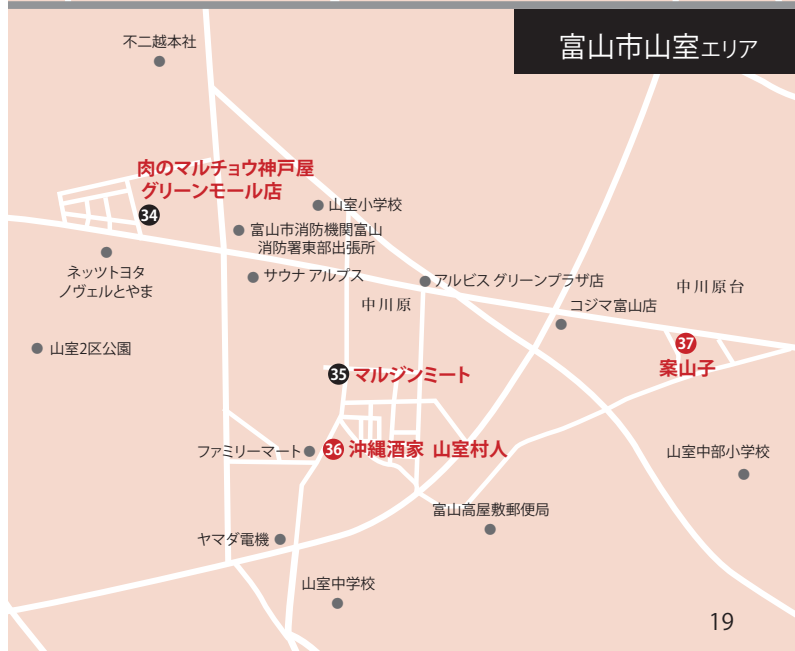 富山市山室エリア
不二越本社
肉のマルチョウ神戸屋
グリーンモール店
34
山室小学校
富山市消防機関富山
消防署東部出張所
ネッツトヨタ
ノヴェルとやま
サウナ アルプス
アルビス グリーンプラザ店
中川原
中川原台
コジマ富山店
山室2区公園
37
案山子
35 マルジンミート
ファミリーマート
36 沖縄酒家 山室村人
山室中部小学校
富山高屋敷郵便局
ヤマダ電機
山室中学校
19